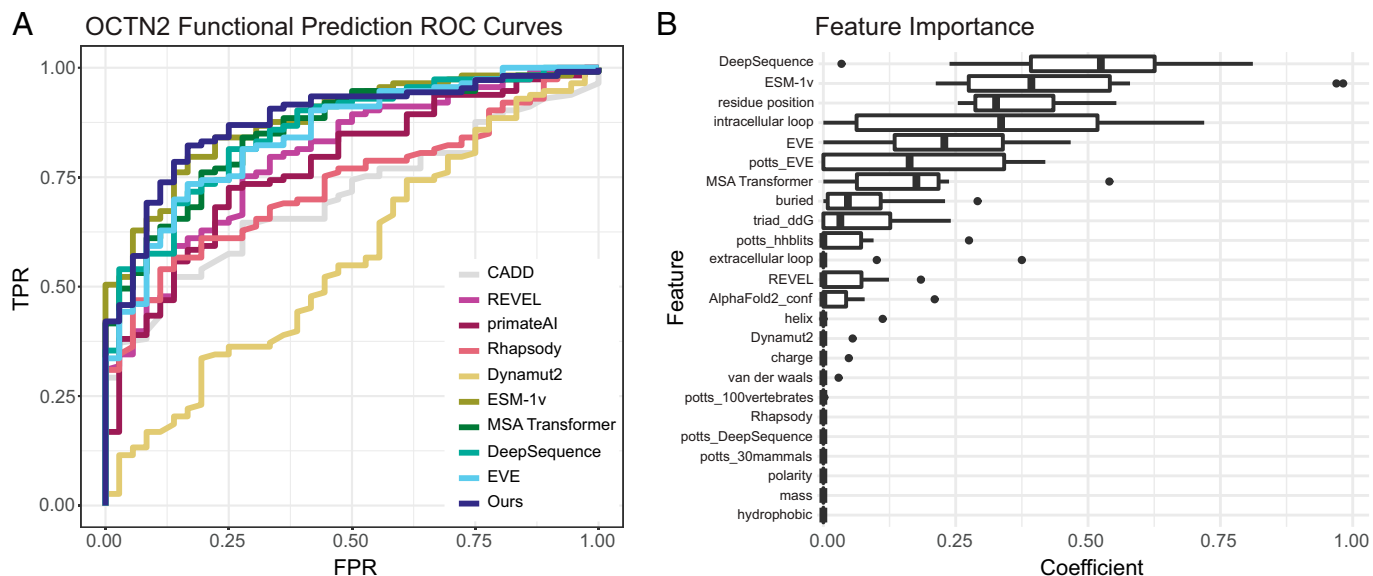 A
OCTN2 Functional Prediction ROC Curves
1.00
0.75
0.50
0.25
0.00
TPR
CADD
REVEL
primateAI
Rhapsody
Dynamut2
ESM-1v
MSA Transformer
DeepSequence
EVE
Ours
0.00 0.25 0.50 0.75 1.00
FPR
B
Feature Importance
Feature
DeepSequence
ESM-1v
residue position
intracellular loop
EVE
potts_EVE
MSA Transformer
buried
triad_ddG
potts_hhblits
extracellular loop
REVEL
AlphaFold2_conf
helix
Dynamut2
charge
van der waals
potts_100vertebrates
Rhapsody
potts_DeepSequence
potts_30mammals
polarity
mass
hydrophobic
0.00 0.25 0.50 0.75 1.00
Coefficient